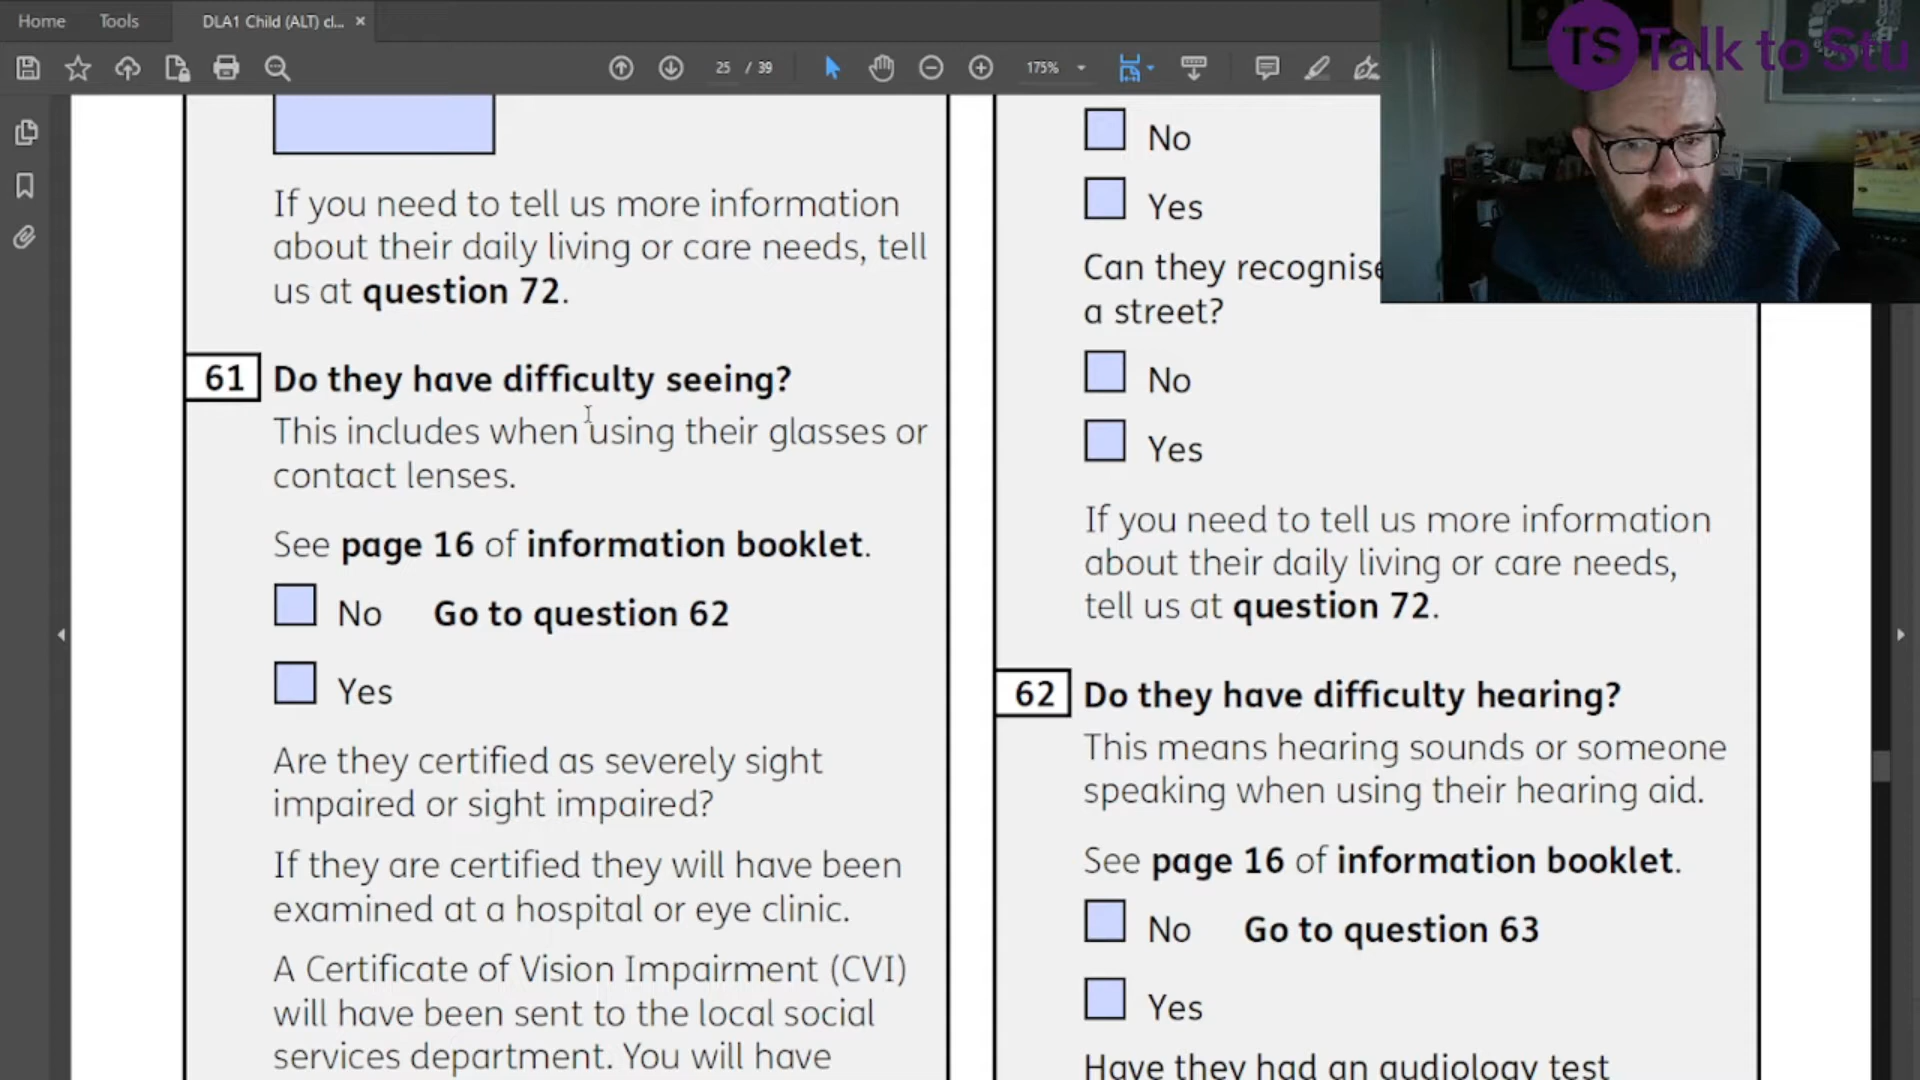 Home
Tools
DLA1 Child (ALT) cl...
25 / 39
175%
TS Talk to Stu
If you need to tell us more information
about their daily living or care needs, tell
us at question 72.
61 Do they have difficulty seeing?
This includes when using their glasses or
contact lenses.
See page 16 of information booklet.
No Go to question 62
Yes
Are they certified as severely sight
impaired or sight impaired?
If they are certified they will have been
examined at a hospital or eye clinic.
A Certificate of Vision Impairment (CVI)
will have been sent to the local social
services department. You will have
No
Yes
Can they recognise
a street?
No
Yes
If you need to tell us more information
about their daily living or care needs,
tell us at question 72.
62 Do they have difficulty hearing?
This means hearing sounds or someone
speaking when using their hearing aid.
See page 16 of information booklet.
No Go to question 63
Yes
Have they had an audiology test